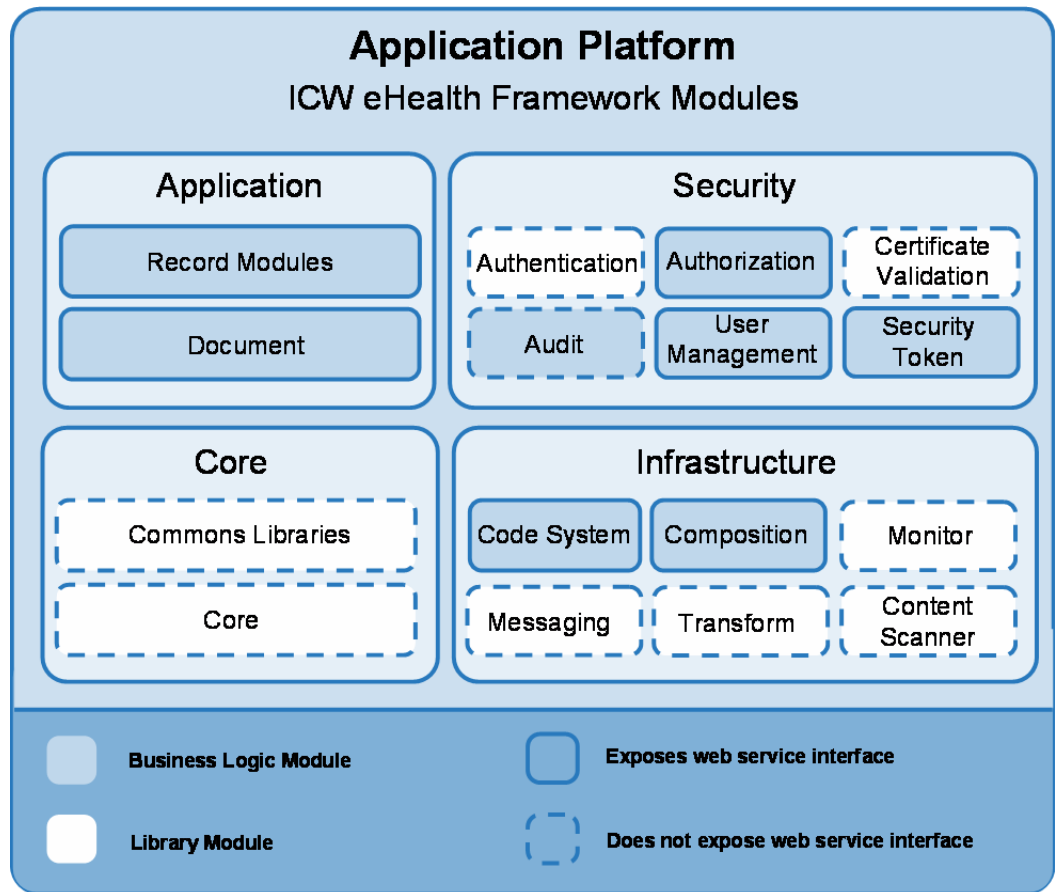 Application Platform
ICW eHealth Framework Modules
Application
Record Modules
Document
Security
Authentication
Authorization
Certificate
Validation
Audit
User
Management
Security
Token
Core
Commons Libraries
Core
Infrastructure
Code System
Composition
Monitor
Messaging
Transform
Content
Scanner
Business Logic Module
Exposes web service interface
Library Module
Does not expose web service interface